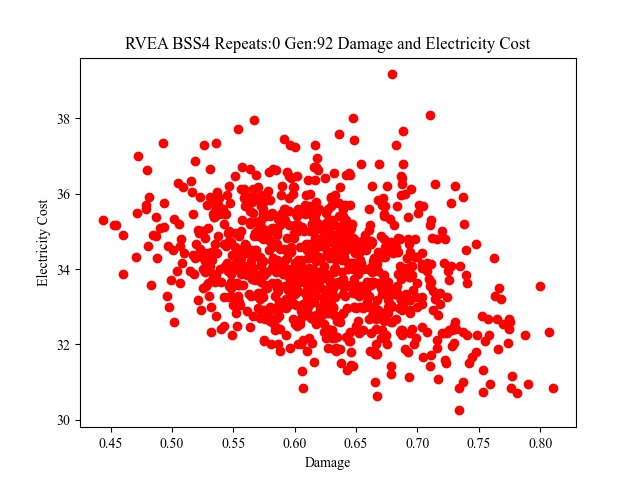 RVEA BSS4 Repeats:0 Gen:92 Damage and Electricity Cost
38
36
34
32
30
Electricity Cost
0.45 0.50 0.55 0.60 0.65 0.70 0.75 0.80
Damage